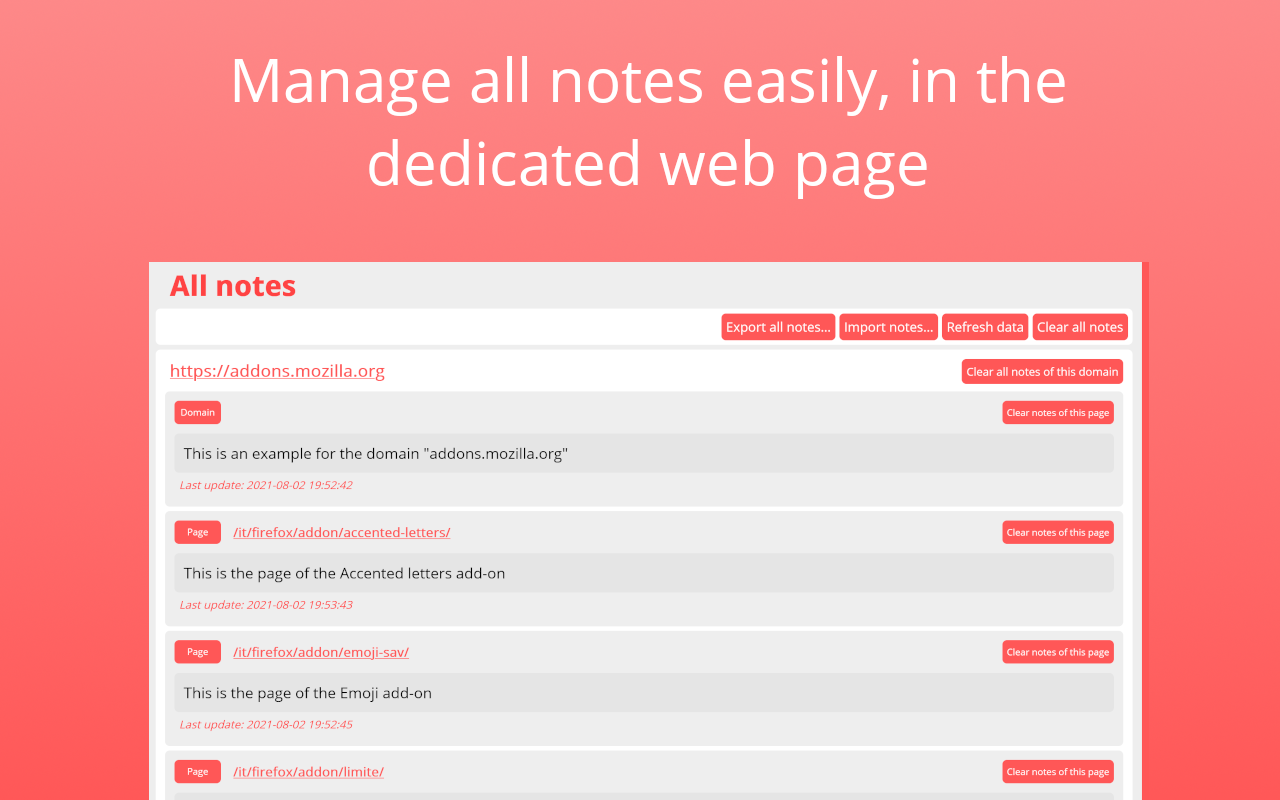 Manage all notes easily, in the
dedicated web page
All notes
Export all notes... Import notes... Refresh data Clear all notes
https://addons.mozilla.org Clear all notes of this domain
Domain Clear notes of this page
This is an example for the domain "addons.mozilla.org"
Last update: 2021-08-02 19:52:42
Page /it/firefox/addon/accented-letters/ Clear notes of this page
This is the page of the Accented letters add-on
Last update: 2021-08-02 19:53:43
Page /it/firefox/addon/emoji-sav/ Clear notes of this page
This is the page of the Emoji add-on
Last update: 2021-08-02 19:52:45
Page /it/firefox/addon/limite/ Clear notes of this page